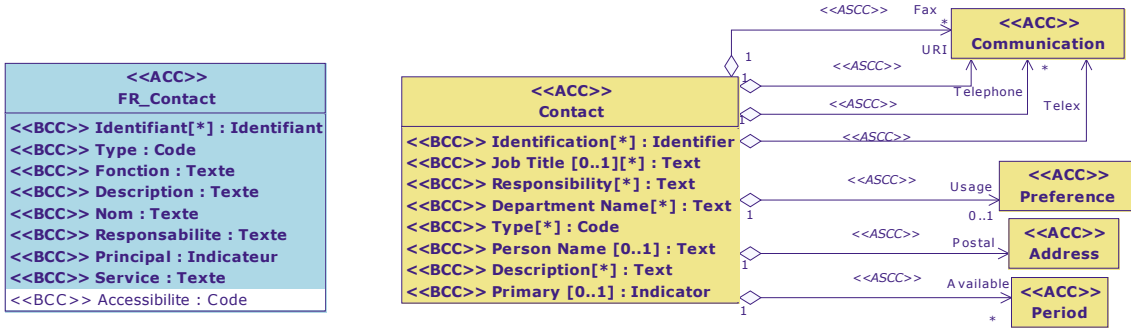 <<ACC>>
FR_Contact
<<BCC>> Identifiant[*] : Identifiant
<<BCC>> Type : Code
<<BCC>> Fonction : Texte
<<BCC>> Description : Texte
<<BCC>> Nom : Texte
<<BCC>> Responsabilite : Texte
<<BCC>> Principal : Indicateur
<<BCC>> Service : Texte
<<BCC>> Accessibilite : Code
<<ACC>>
Contact
<<BCC>> Identification[*] : Identifier
<<BCC>> Job Title [0..1][*] : Text
<<BCC>> Responsibility[*] : Text
<<BCC>> Department Name[*] : Text
<<BCC>> Type[*] : Code
<<BCC>> Person Name [0..1] : Text
<<BCC>> Description[*] : Text
<<BCC>> Primary [0..1] : Indicator
<<ASCC>> Fax
*
1
URI
<<ASCC>>
1
Telephone
*
<<ASCC>>
1
Telex
<<ASCC>>
<<ACC>>
Communication
<<ASCC>>
Usage
1
0..1
<<ACC>>
Preference
<<ASCC>>
Postal
1
<<ACC>>
Address
<<ASCC>>
Available
1
*
<<ACC>>
Period